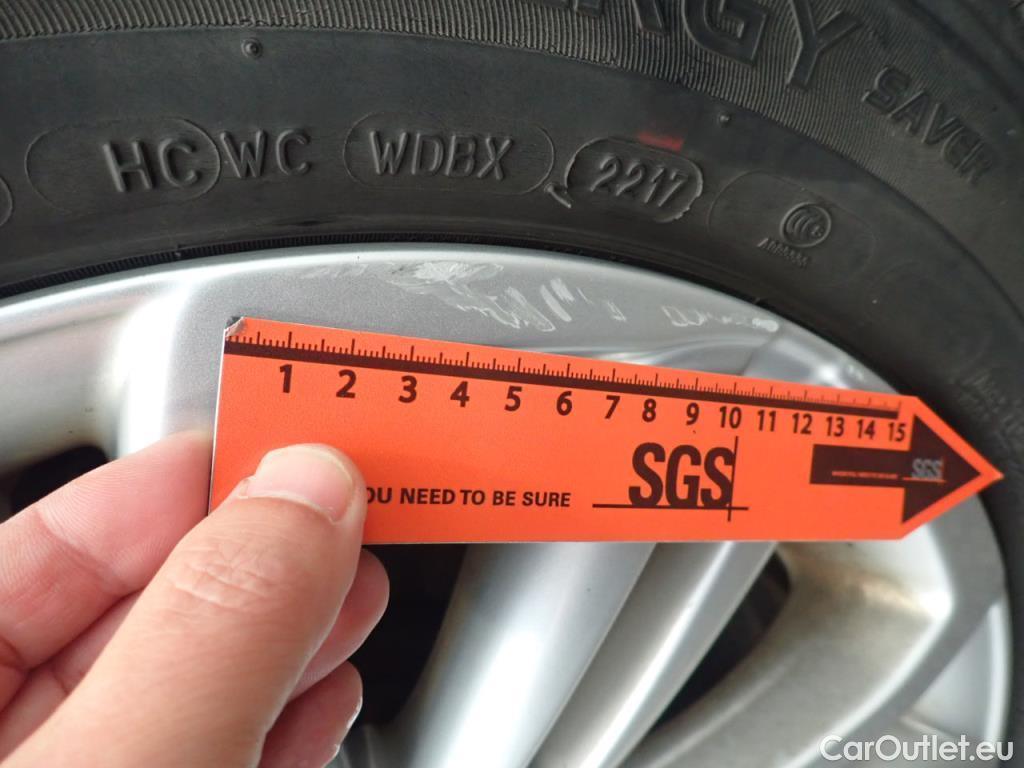 ERGY
SAVER
HC WC WDBX 2217
1 2 3 4 5 6 7 8 9 10 11 12 13 14 15
SGS
SGS
OU NEED TO BE SURE
CarOutlet.eu